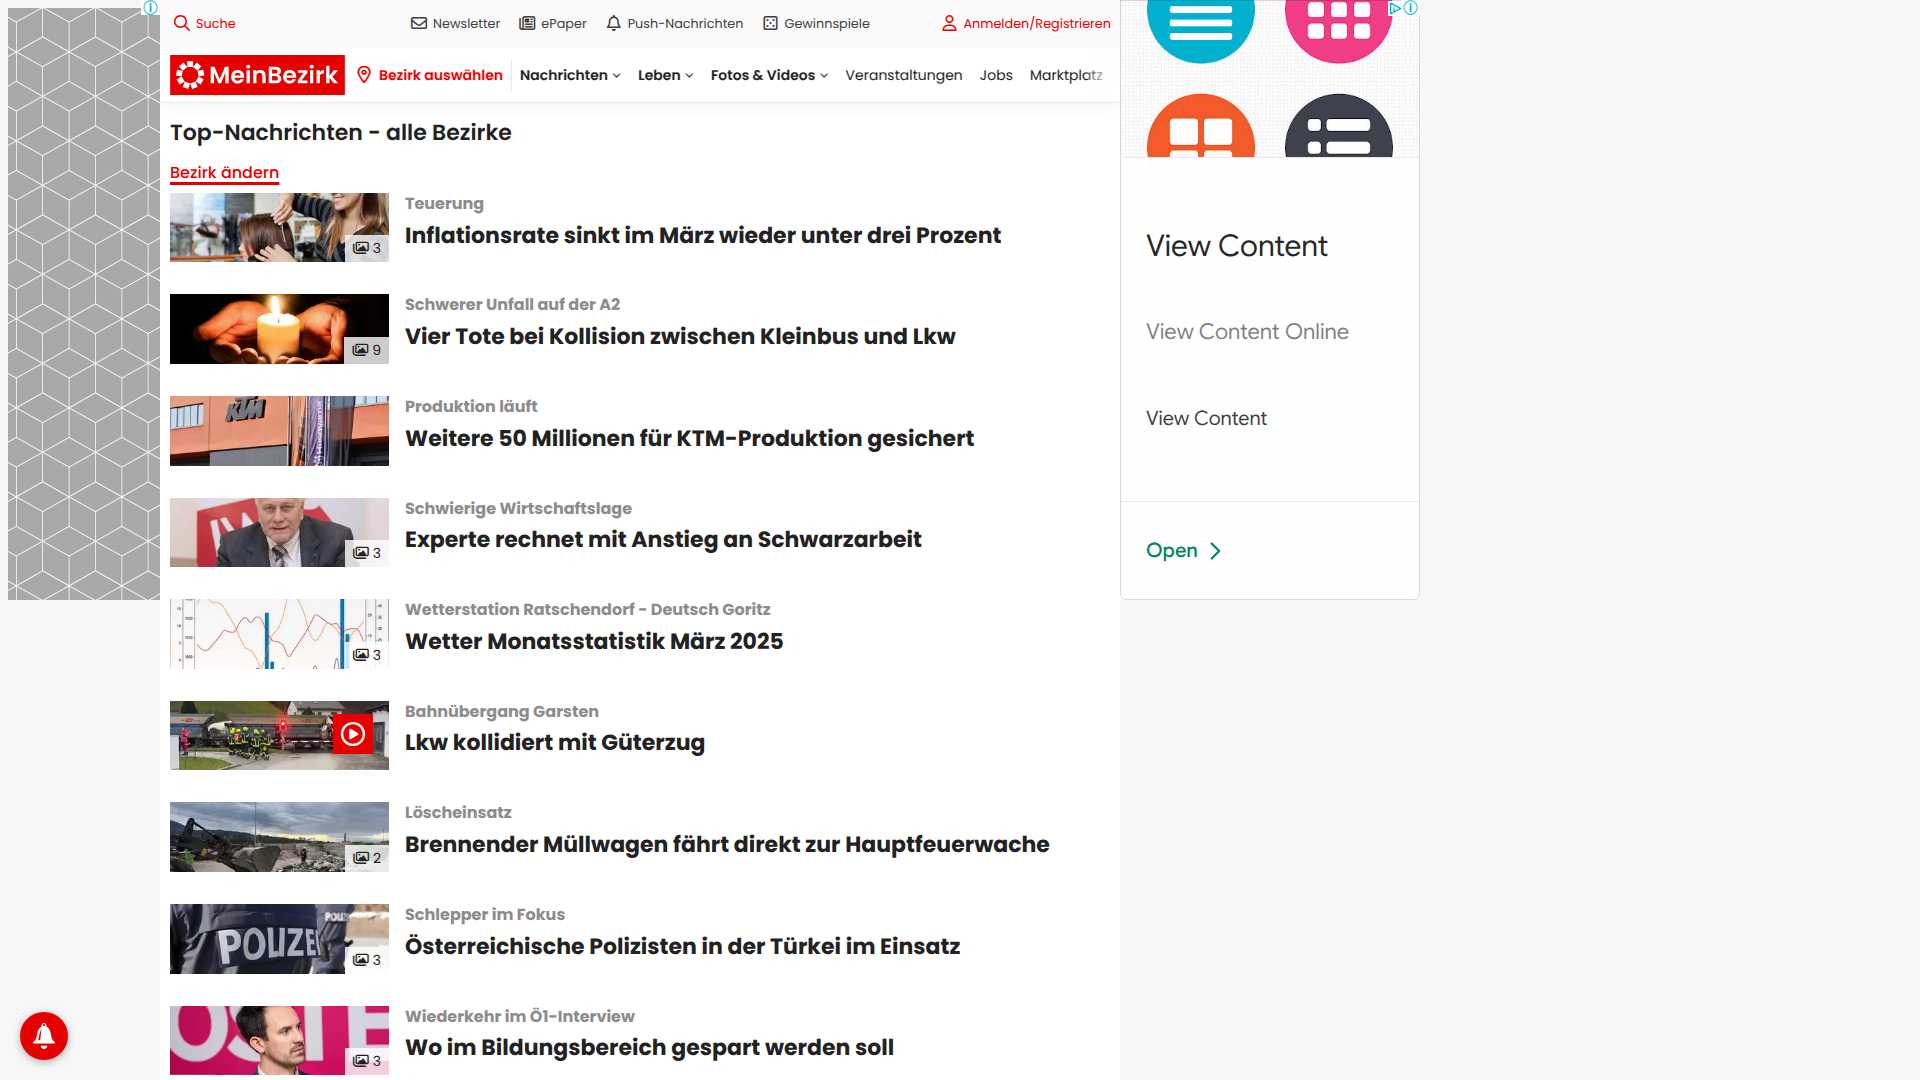 Suche
Newsletter
ePaper
Push-Nachrichten
Gewinnspiele
Anmelden/Registrieren
MeinBezirk
Bezirk auswählen
Nachrichten
Leben
Fotos & Videos
Veranstaltungen
Jobs
Marktplatz
Top-Nachrichten - alle Bezirke
Bezirk ändern
3
Teuerung
Inflationsrate sinkt im März wieder unter drei Prozent
9
Schwerer Unfall auf der A2
Vier Tote bei Kollision zwischen Kleinbus und Lkw
KTM
Produktion läuft
Weitere 50 Millionen für KTM-Produktion gesichert
3
Schwierige Wirtschaftslage
Experte rechnet mit Anstieg an Schwarzarbeit
3
Wetterstation Ratschendorf - Deutsch Goritz
Wetter Monatsstatistik März 2025
Bahnübergang Garsten
Lkw kollidiert mit Güterzug
2
Löscheinsatz
Brennender Müllwagen fährt direkt zur Hauptfeuerwache
POLIZEI
3
Schlepper im Fokus
Österreichische Polizisten in der Türkei im Einsatz
3
Wiederkehr im Ö1-Interview
Wo im Bildungsbereich gespart werden soll
View Content
View Content Online
View Content
Open